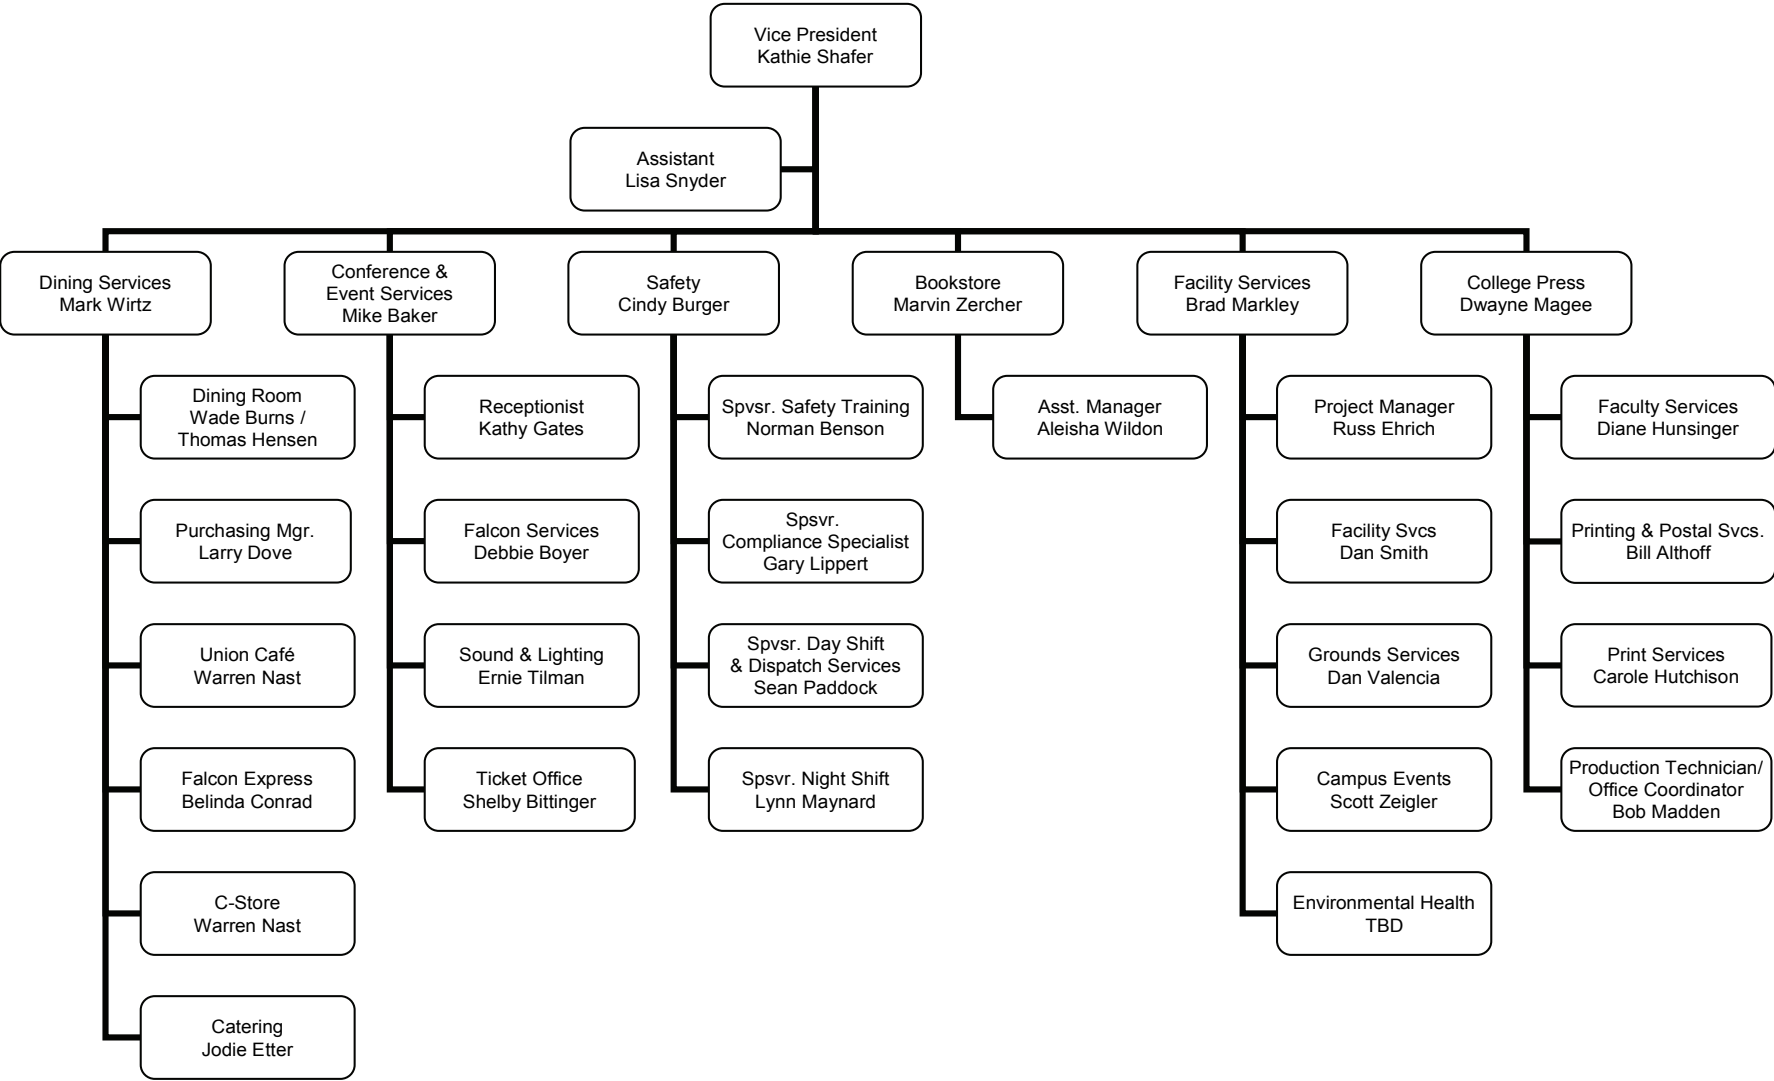 Vice President
Kathie Shafer
Assistant
Lisa Snyder
Dining Services
Mark Wirtz
Conference &
Event Services
Mike Baker
Safety
Cindy Burger
Bookstore
Marvin Zercher
Facility Services
Brad Markley
College Press
Dwayne Magee
Dining Room
Wade Burns /
Thomas Hensen
Purchasing Mgr.
Larry Dove
Union Café
Warren Nast
Falcon Express
Belinda Conrad
C-Store
Warren Nast
Catering
Jodie Etter
Receptionist
Kathy Gates
Falcon Services
Debbie Boyer
Sound & Lighting
Ernie Tilman
Ticket Office
Shelby Bittinger
Spvsr. Safety Training
Norman Benson
Spsvr.
Compliance Specialist
Gary Lippert
Spvsr. Day Shift
& Dispatch Services
Sean Paddock
Spsvr. Night Shift
Lynn Maynard
Asst. Manager
Aleisha Wildon
Project Manager
Russ Ehrich
Facility Svcs
Dan Smith
Grounds Services
Dan Valencia
Campus Events
Scott Zeigler
Environmental Health
TBD
Faculty Services
Diane Hunsinger
Printing & Postal Svcs.
Bill Althoff
Print Services
Carole Hutchison
Production Technician/
Office Coordinator
Bob Madden